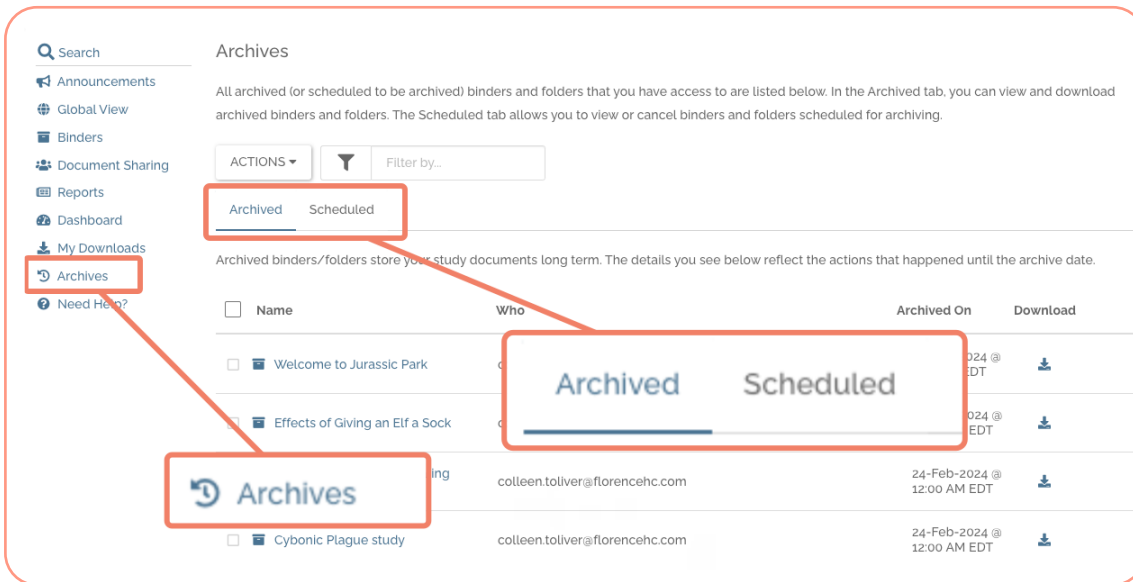 Search
Announcements
Global View
Binders
Document Sharing
Reports
Dashboard
My Downloads
Archives
Need Help?
Archives
All archived (or scheduled to be archived) binders and folders that you have access to are listed below. In the Archived tab, you can view and download
archived binders and folders. The Scheduled tab allows you to view or cancel binders and folders scheduled for archiving.
ACTIONS Filter by...
Archived Scheduled
Archived binders/folders store your study documents long term. The details you see below reflect the actions that happened until the archive date.
Name Who Archived On Download
Welcome to Jurassic Park
EDT
Archived Scheduled
Effects of Giving an Elf a Sock
EDT
Archives
colleen.toliver@florencehc.com 24-Feb-2024 @
12:00 AM EDT
Cybonic Plague study colleen.toliver@florencehc.com 24-Feb-2024 @
12:00 AM EDT